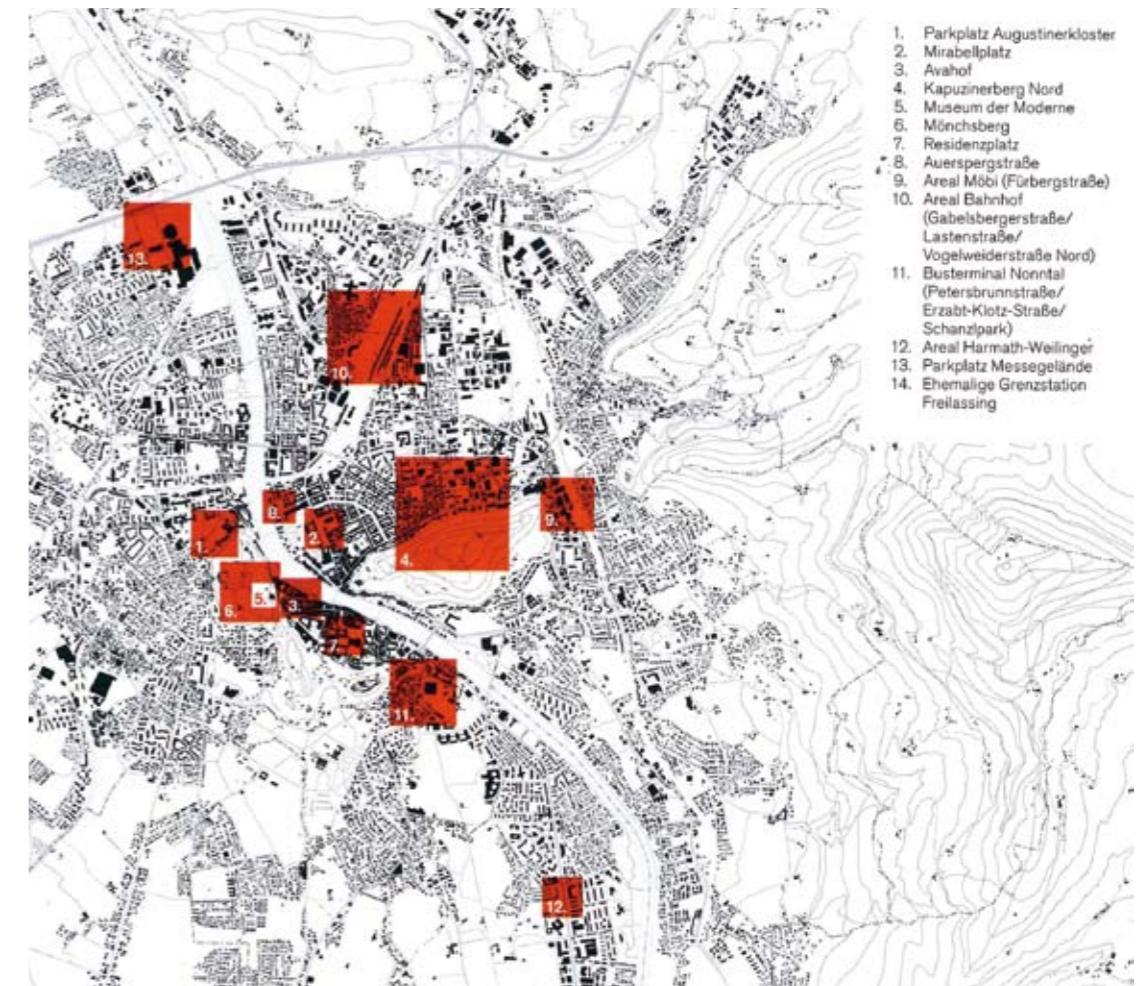 1. Parkplatz Augustinerkloster
2. Mirabellplatz
3. Avahof
4. Kapuzinerberg Nord
5. Museum der Moderne
6. Mönchsberg
7. Residenzplatz
8. Auerspergstraße
9. Areal Möbi (Fürbergstraße)
10. Areal Bahnhof
(Gabelsbergerstraße/
Lastenstraße/
Vogelweiderstraße Nord)
11. Busterminal Nonntal
(Petersbrunnstraße/
Erzabt-Klotz-Straße/
Schanzlpark)
12. Areal Harmath-Weilinger
13. Parkplatz Messegelände
14. Ehemalige Grenzstation
Freilassing
13.
10.
8.
2.
9.
1.
4.
5.
3.
6.
7.
11.
12.